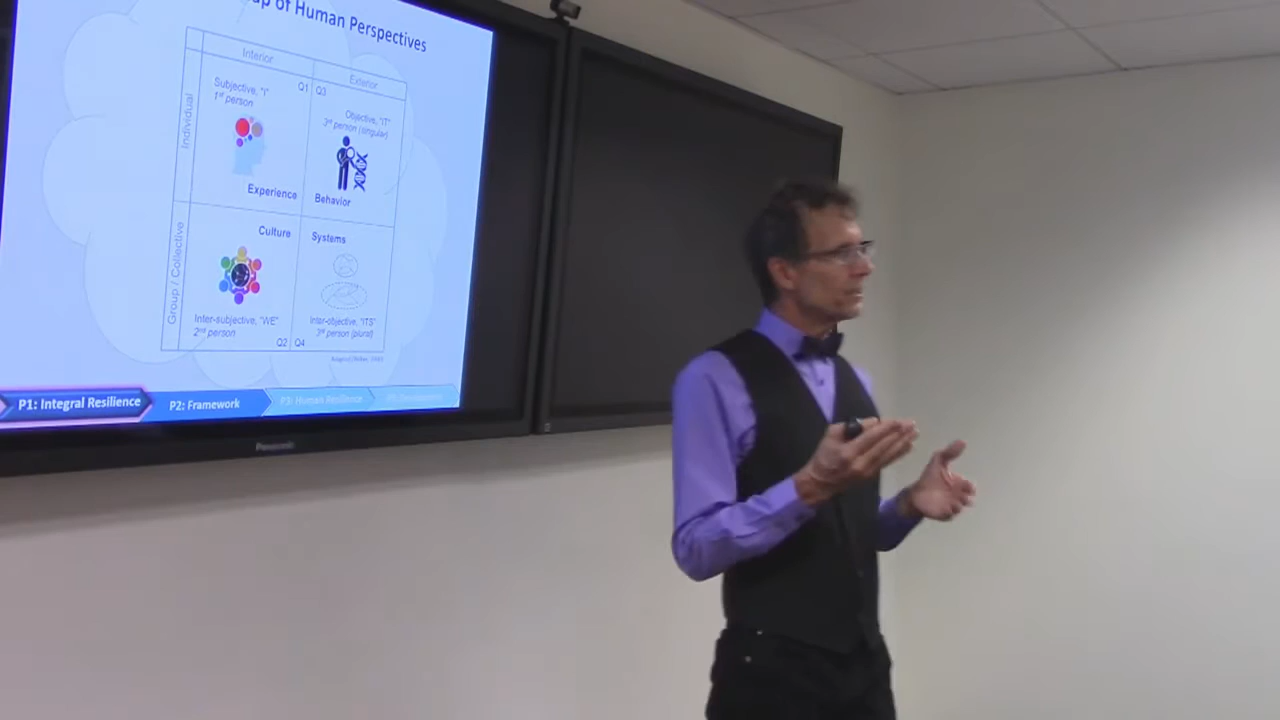 of Human Perspectives
Interior
Exterior
Individual
Subjective, "I"
1st person
Q1
Q3
Objective, "IT"
3rd person (singular)
Experience
Behavior
Group / Collective
Culture
Systems
Inter-subjective, "WE"
2nd person
Inter-objective, "ITS"
3rd person (plural)
Q2
Q4
P1: Integral Resilience
P2: Framework
P3: Human Resilience
Panasonic